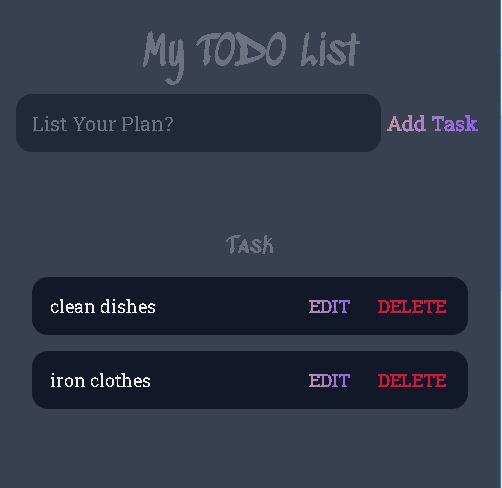 My TODO List
List Your Plan? Add Task
Task
clean dishes EDIT DELETE
iron clothes EDIT DELETE